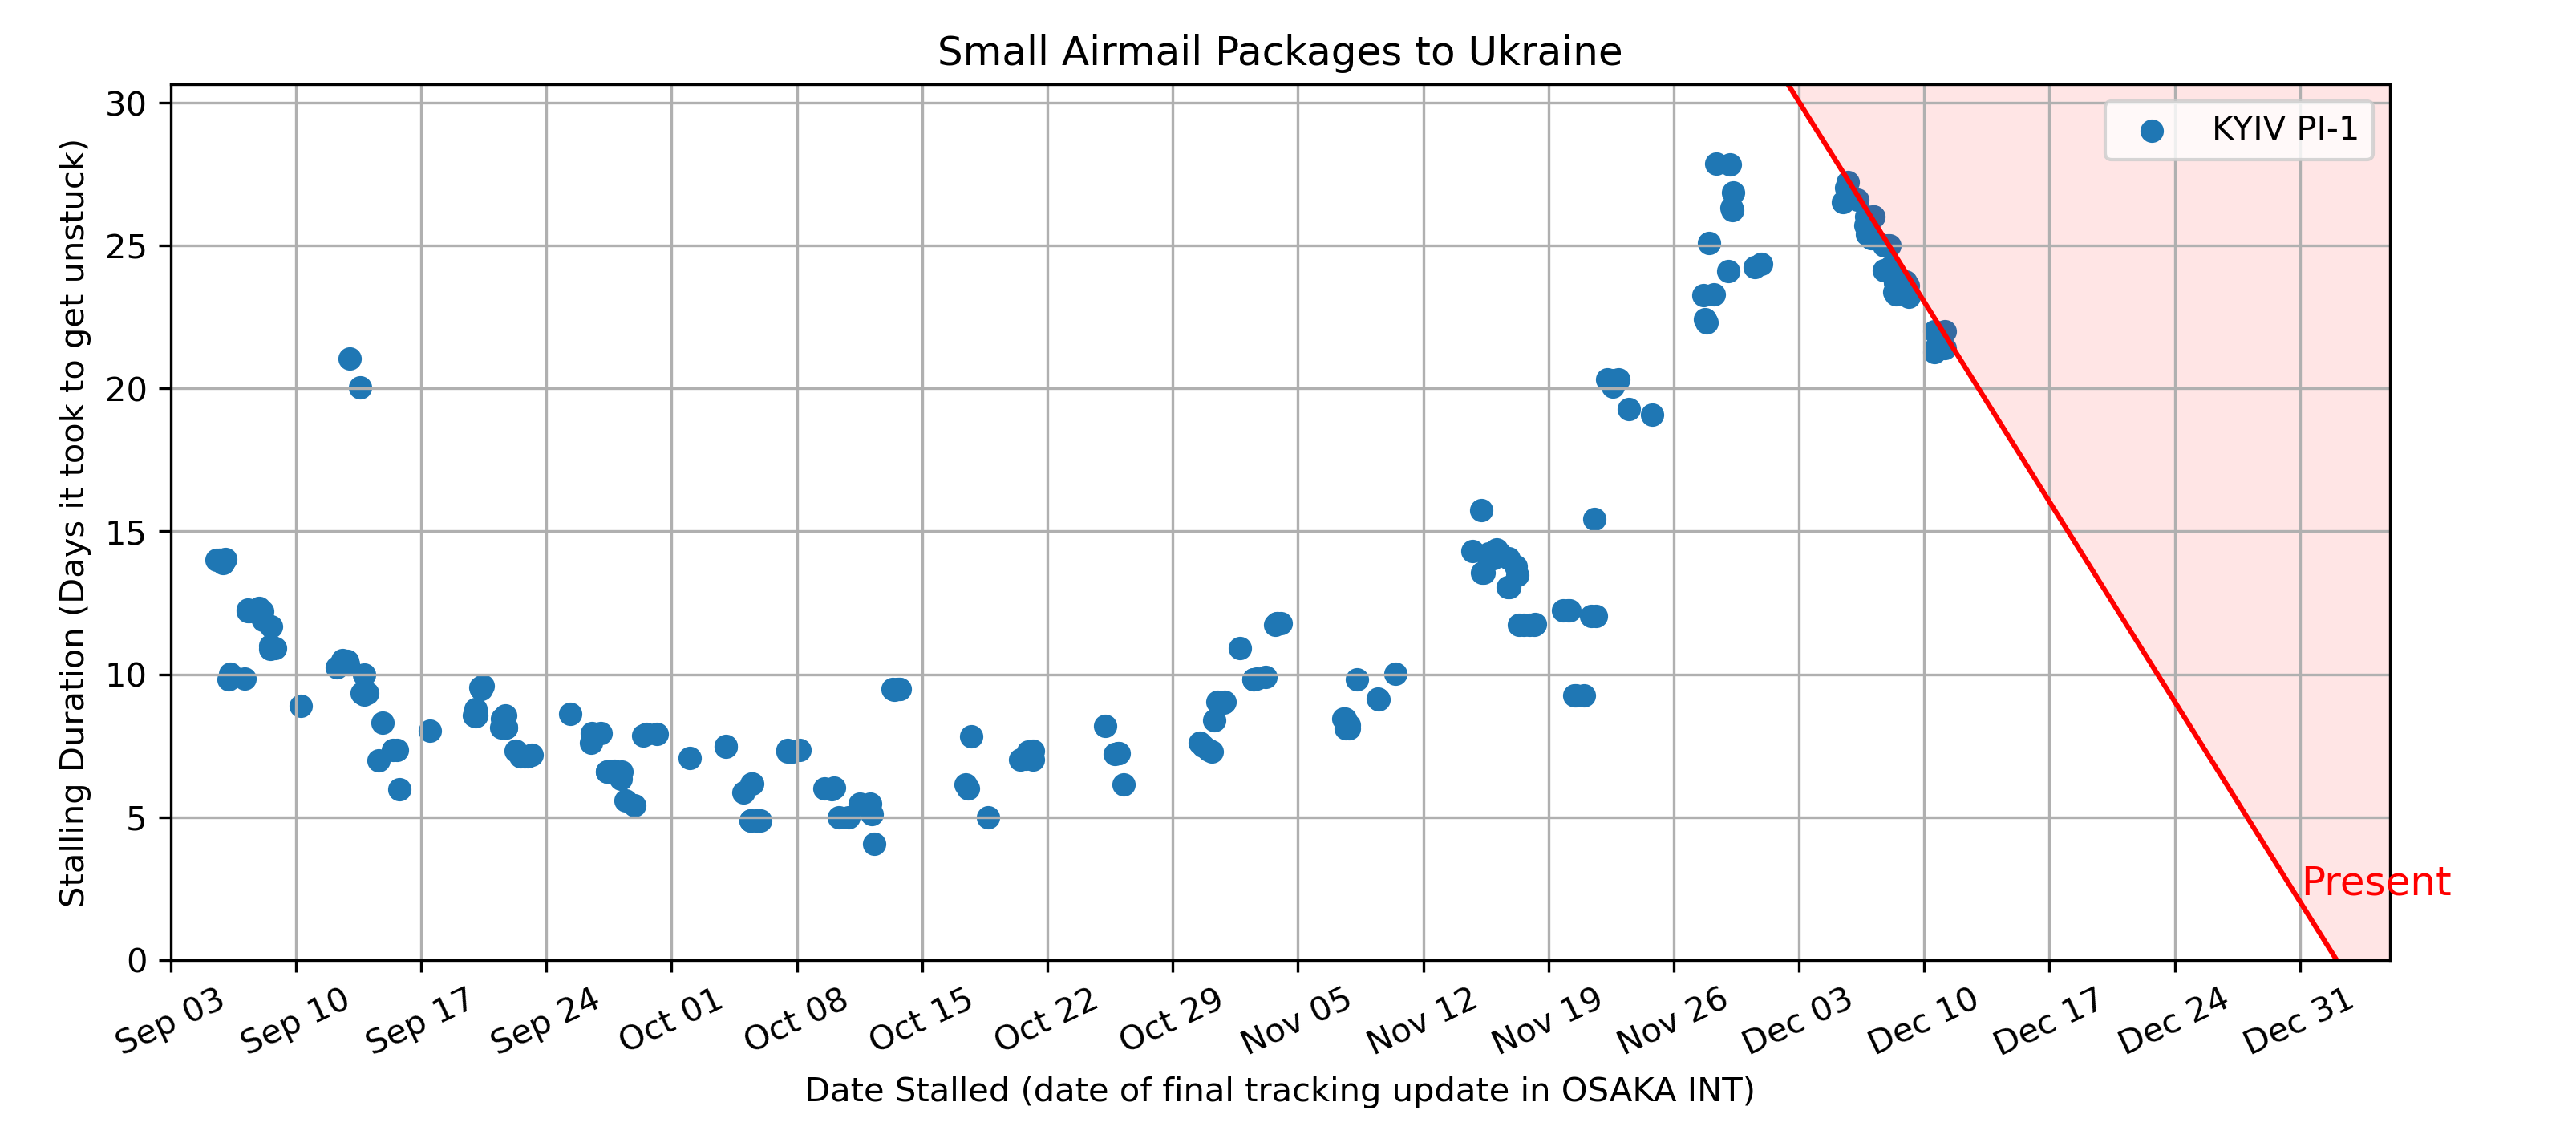 Small Airmail Packages to Ukraine
Stalling Duration (Days it took to get unstuck)
30
25
20
15
10
5
0
KYIV PI-1
Present
Sep 03
Sep 10
Sep 17
Sep 24
Oct 01
Oct 08
Oct 15
Oct 22
Oct 29
Nov 05
Nov 12
Nov 19
Nov 26
Dec 03
Dec 10
Dec 17
Dec 24
Dec 31
Date Stalled (date of final tracking update in OSAKA INT)